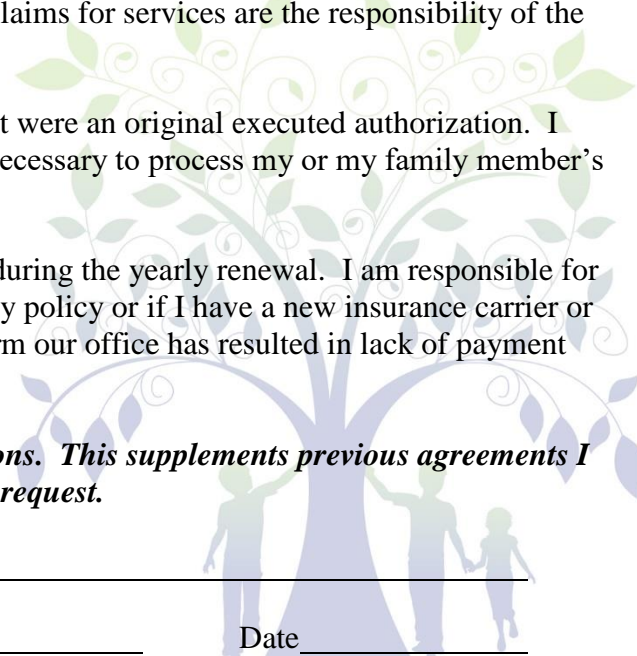 laims for services are the responsibility of the
t were an original executed authorization. I
ecessary to process my or my family member’s
during the yearly renewal. I am responsible for
y policy or if I have a new insurance carrier or
rm our office has resulted in lack of payment
ons. This supplements previous agreements I
request.
Date